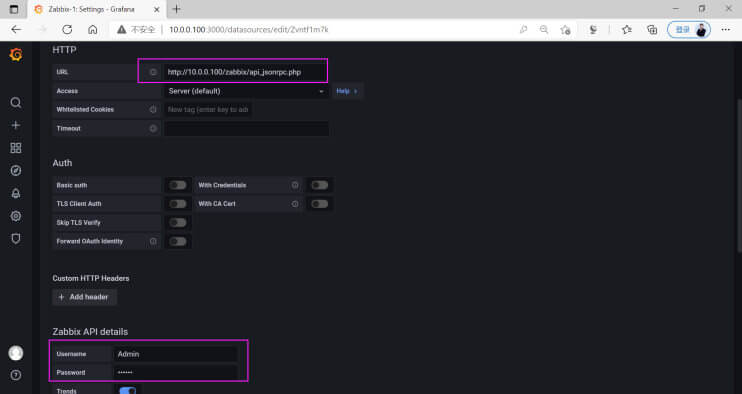 Zabbix-1: Settings - Grafana
不安全 10.0.0.100:3000/datasources/edit/Zvntf1m7k
登录
HTTP
URL http://10.0.0.100/zabbix/api_jsonrpc.php
Access Server (default) Help >
Whitelisted Cookies New tag (enter key to add
Timeout
Auth
Basic auth With Credentials
TLS Client Auth With CA Cert
Skip TLS Verify
Forward OAuth Identity
Custom HTTP Headers
+ Add header
Zabbix API details
Username Admin
Password ••••••
Trends